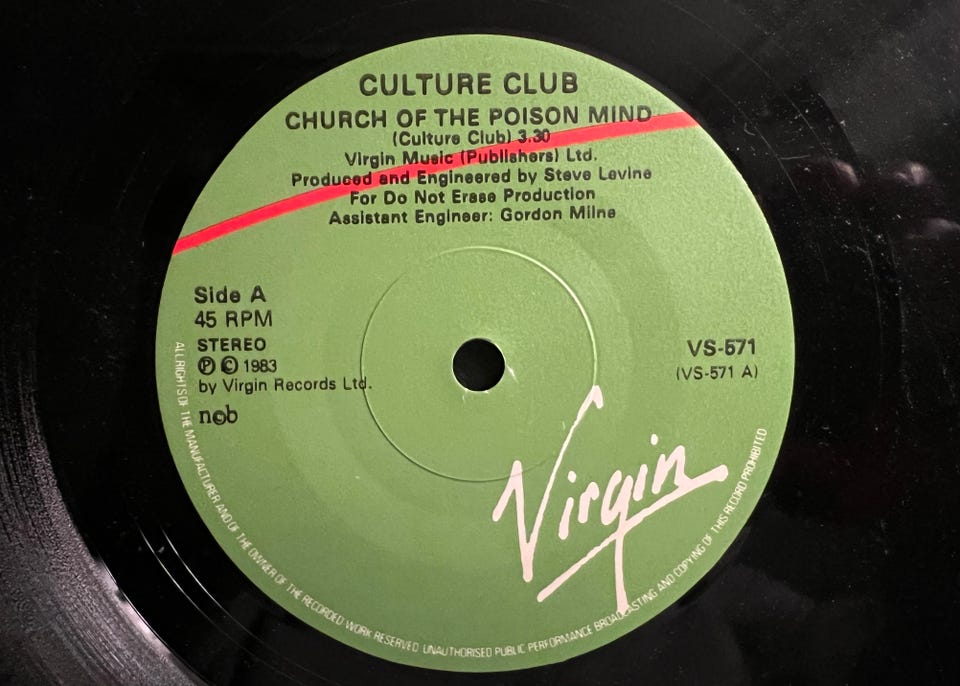 CULTURE CLUB
CHURCH OF THE POISON MIND
(Culture Club) 3.30
Virgin Music (Publishers) Ltd.
Produced and Engineered by Steve Levine
For Do Not Erase Production
Assistant Engineer: Gordon Milne
Side A
45 RPM
STEREO
Ⓟ © 1983
by Virgin Records Ltd.
ncb
VS-571
(VS-571 A)
Virgin
ALL RIGHTS OF THE MANUFACTURER AND OF THE OWNER OF THE RECORDED WORK RESERVED UNAUTHORISED PUBLIC PERFORMANCE BROADCASTING AND COPYING OF THIS RECORD PROHIBITED